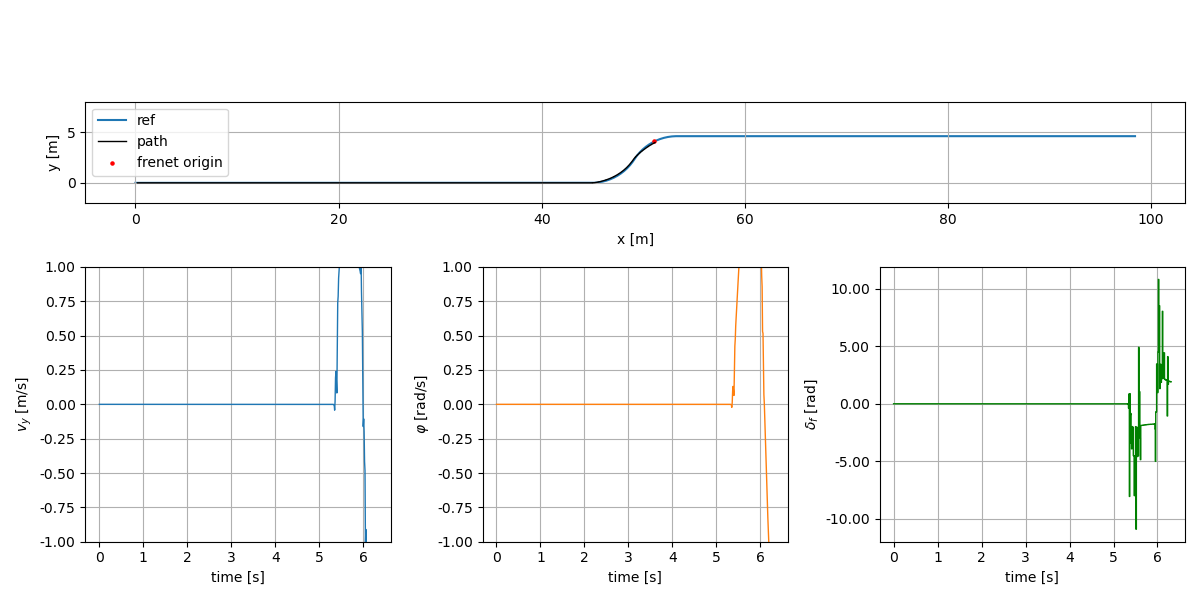 ref
path
frenet origin
y [m]
5
0
0 20 40 60 80 100
x [m]
1.00
0.75
0.50
0.25
0.00
-0.25
-0.50
-0.75
-1.00
v_y [m/s]
0 1 2 3 4 5 6
time [s]
1.00
0.75
0.50
0.25
0.00
-0.25
-0.50
-0.75
-1.00
φ [rad/s]
0 1 2 3 4 5 6
time [s]
10.00
5.00
0.00
-5.00
-10.00
δ_f [rad]
0 1 2 3 4 5 6
time [s]